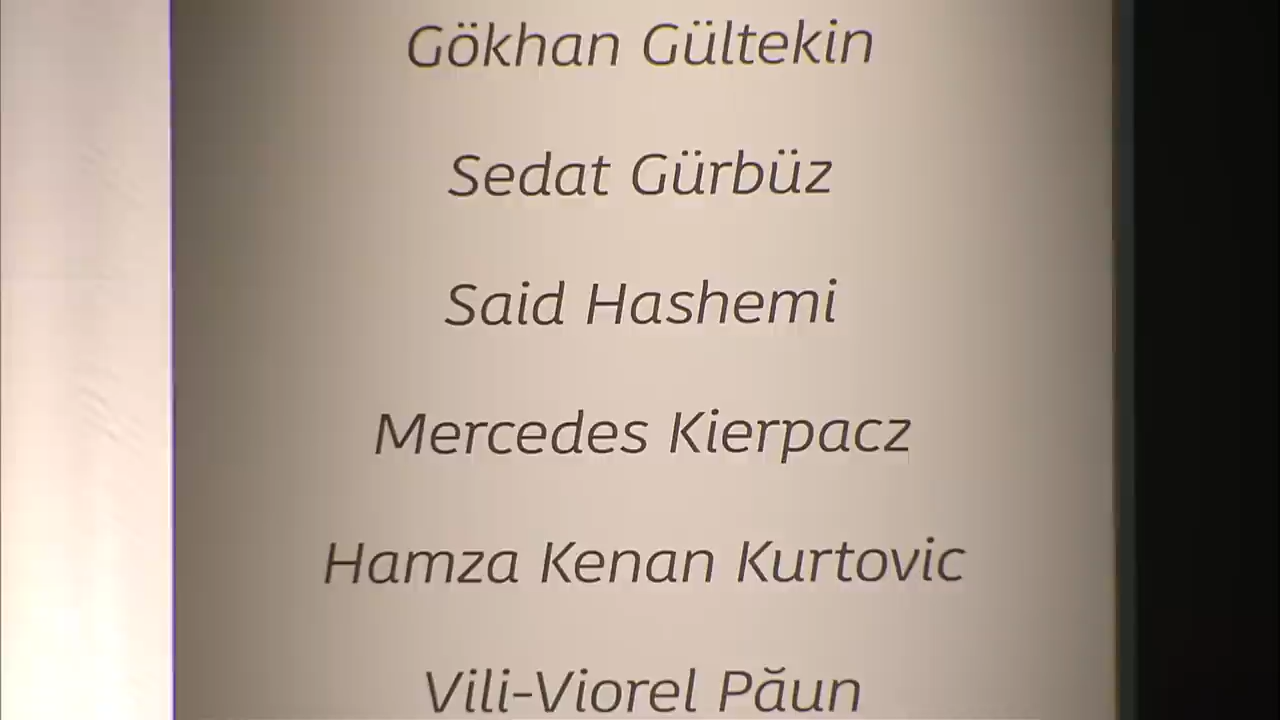 Gökhan Gültekin
Sedat Gürbüz
Said Hashemi
Mercedes Kierpacz
Hamza Kenan Kurtovic
Vili-Viorel Păun